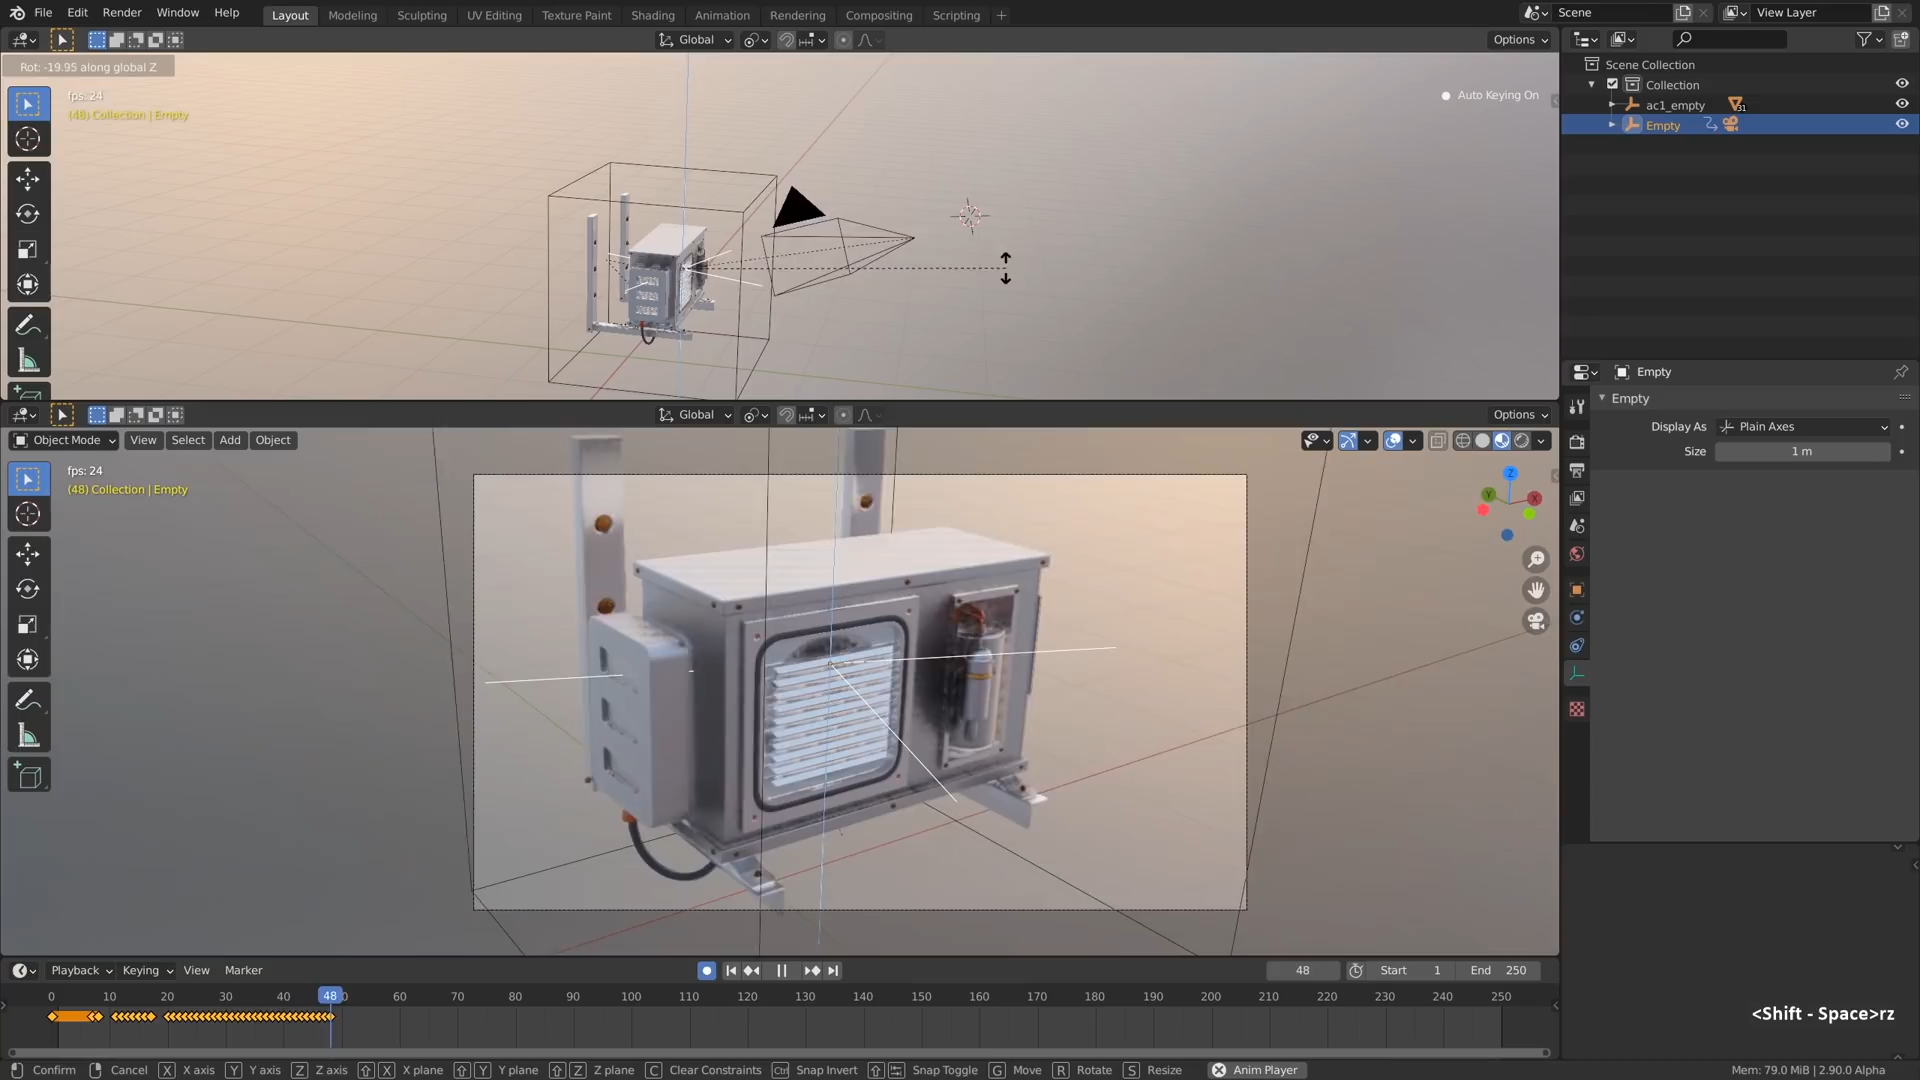 File Edit Render Window Help Layout Modeling Sculpting UV Editing Texture Paint Shading Animation Rendering Compositing Scripting + Scene View Layer
Global Options
Rot: -19.95 along global Z
fps: 24
(48) Collection | Empty
Auto Keying On
Scene Collection
Collection
ac1_empty 31
Empty
Empty
Empty
Display As Plain Axes
Size 1 m
Global Options
Object Mode View Select Add Object
fps: 24
(48) Collection | Empty
Z
Y X
Playback Keying View Marker 48 Start 1 End 250
0 10 20 30 40 48 0 60 70 80 90 100 110 120 130 140 150 160 170 180 190 200 210 220 230 240 250
<Shift - Space>rz
Confirm Cancel X X axis Y Y axis Z Z axis X X plane Y Y plane Z Z plane C Clear Constraints Ctrl Snap Invert Snap Toggle G Move R Rotate S Resize Anim Player Mem: 79.0 MiB | 2.90.0 Alpha